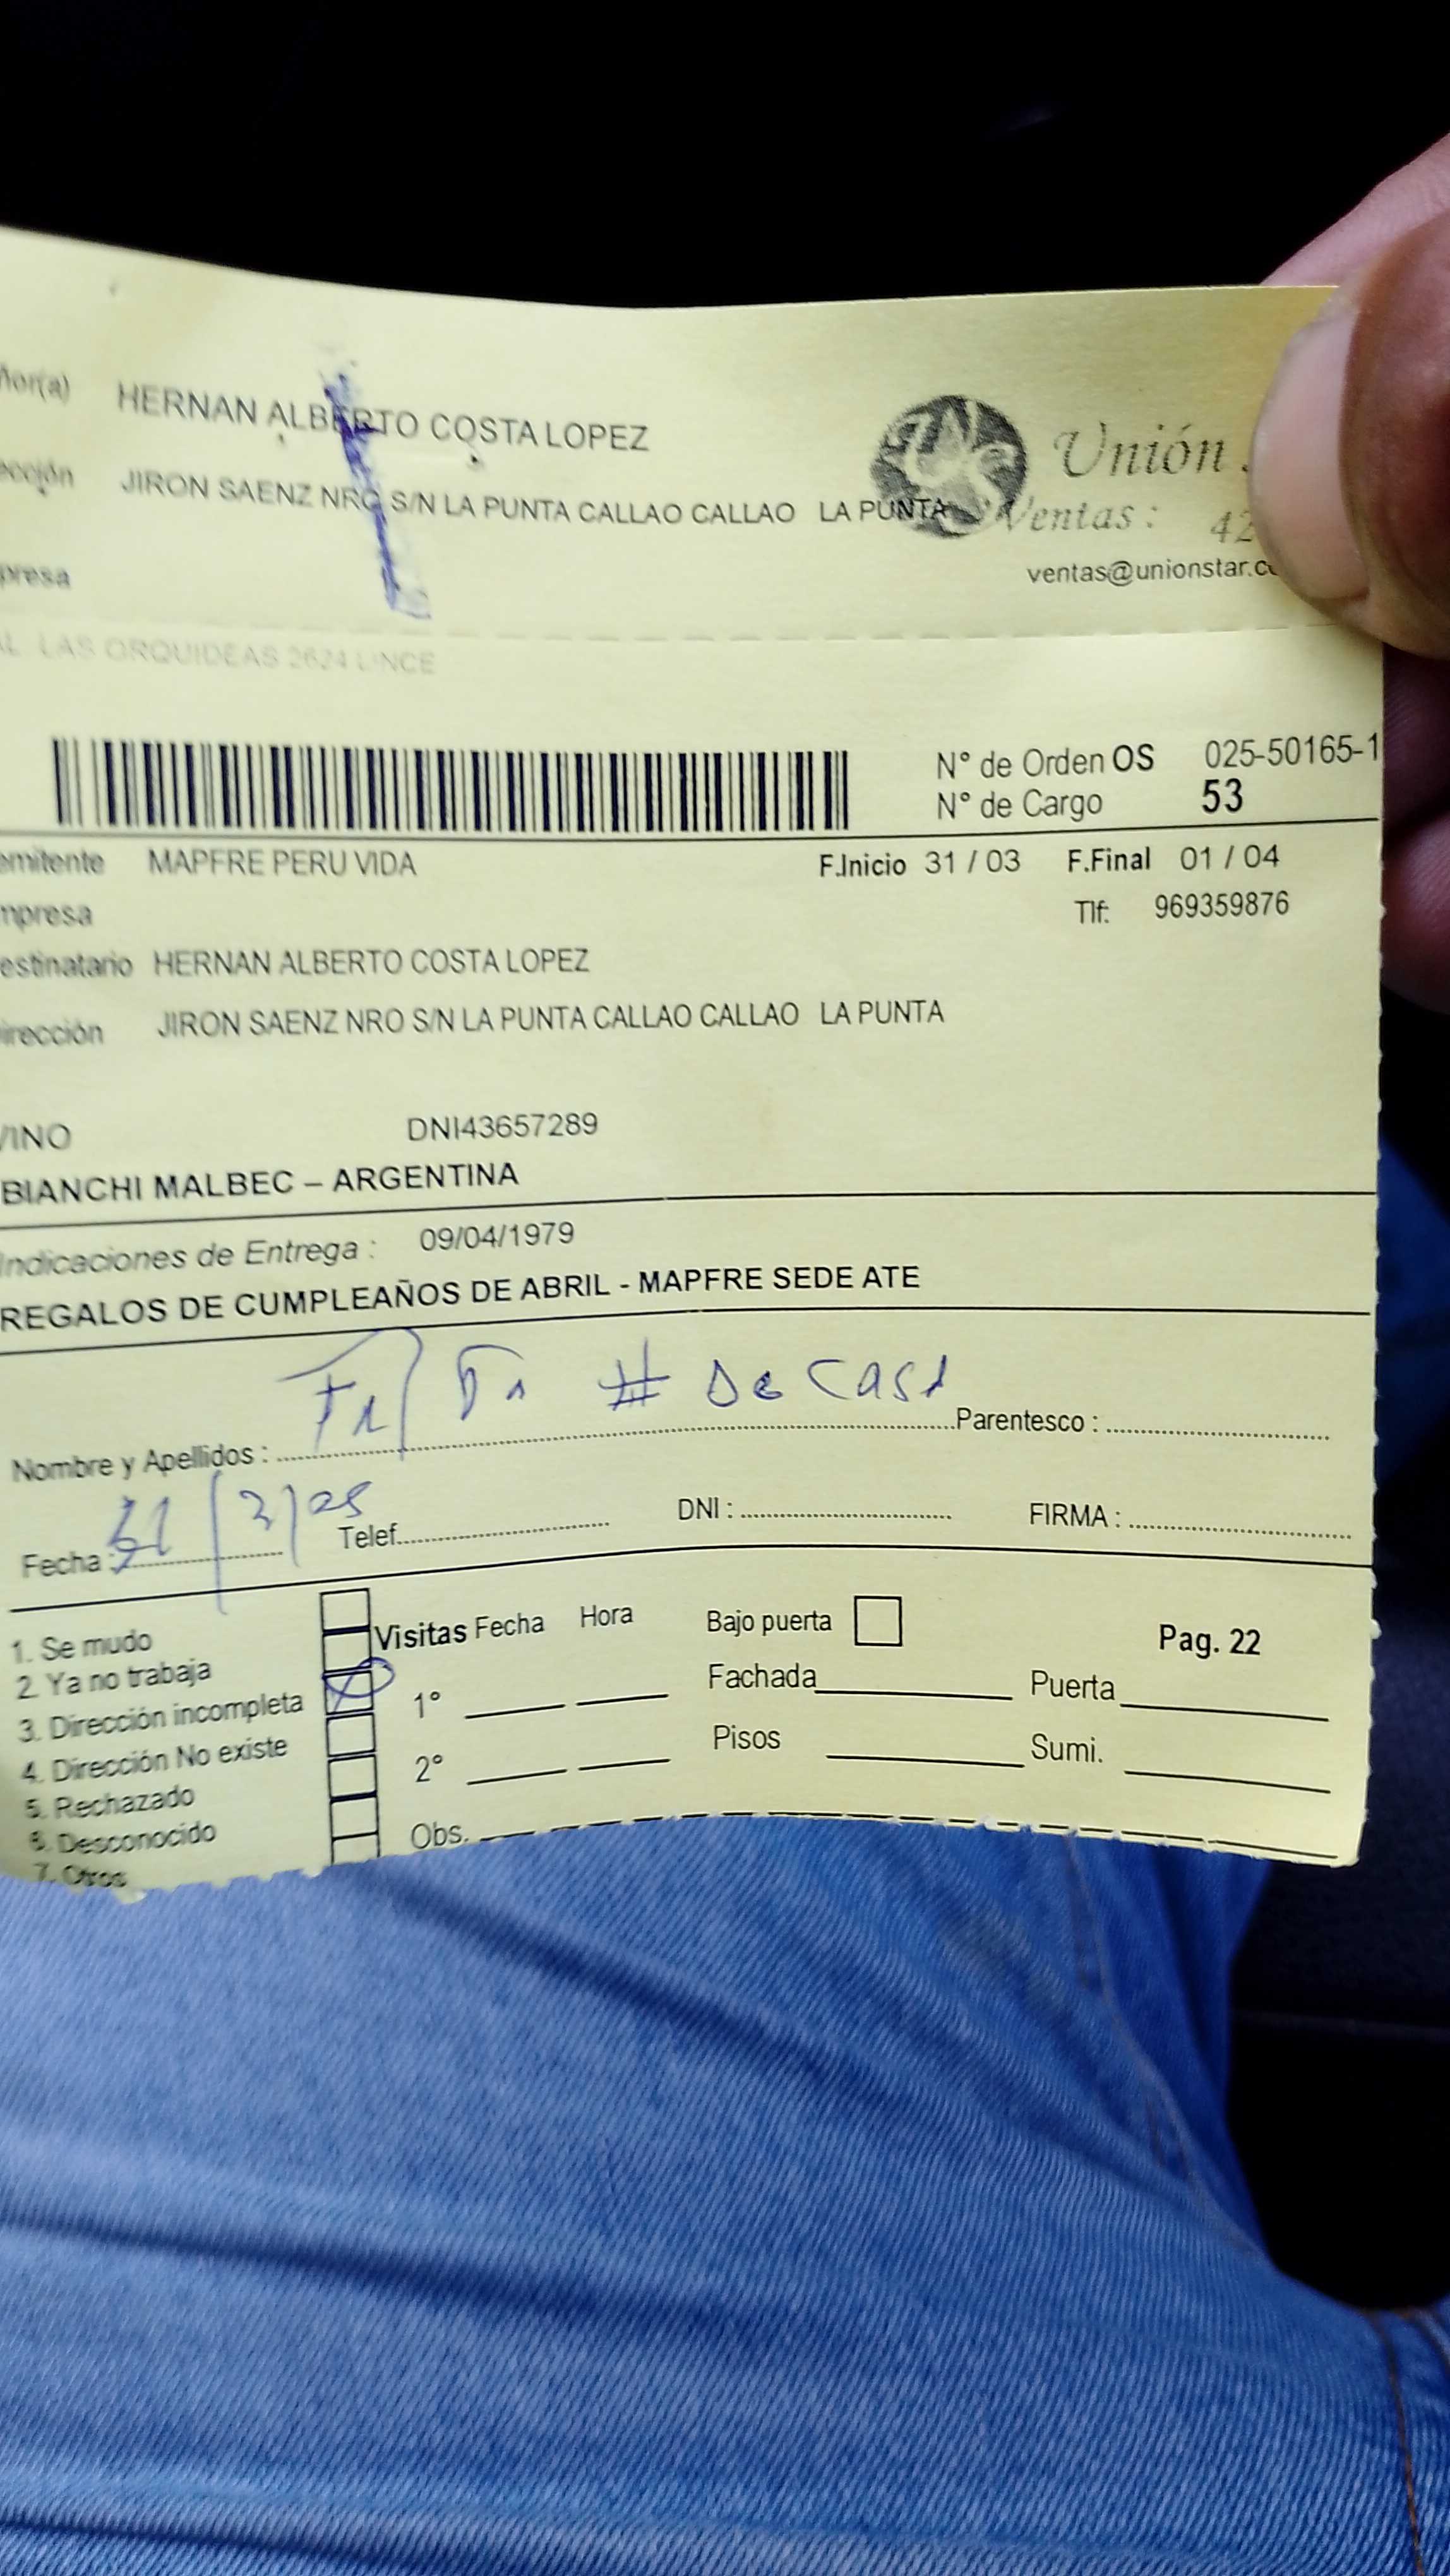 HERNAN ALBERTO COSTA LOPEZ
JIRON SAENZ NRO S/N LA PUNTA CALLAO CALLAO LA PUNTA
Unión
Ventas : 42
ventas@unionstar.c
LAS ORQUIDEAS 2624 LINCE
N° de Orden OS 025-50165-1
N° de Cargo 53
emitente MAPFRE PERU VIDA F.Inicio 31 / 03 F.Final 01 / 04
mpresa Tlf: 969359876
estinatario HERNAN ALBERTO COSTA LOPEZ
irección JIRON SAENZ NRO S/N LA PUNTA CALLAO CALLAO LA PUNTA
VINO DNI43657289
BIANCHI MALBEC – ARGENTINA
Indicaciones de Entrega : 09/04/1979
REGALOS DE CUMPLEAÑOS DE ABRIL - MAPFRE SEDE ATE
# De Casa
Nombre y Apellidos : Parentesco :
Fecha : 31/3/25 Telef. DNI : FIRMA :
1. Se mudo
2. Ya no trabaja
3. Dirección incompleta
4. Dirección No existe
5. Rechazado
6. Desconocido
7. Otros
Visitas Fecha Hora
1°
2°
Obs.
Bajo puerta
Fachada Puerta
Pisos Sumi.
Pag. 22